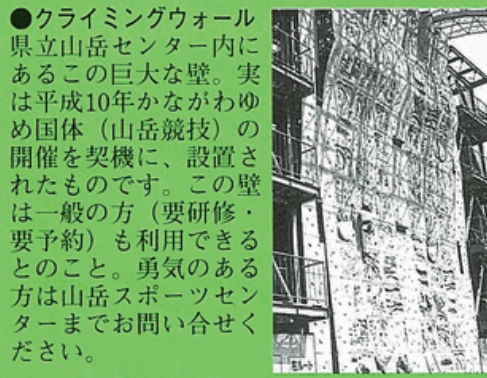 ●クライミングウォール
県立山岳センター内に
あるこの巨大な壁。実
は平成10年かながわゆ
め国体（山岳競技）の
開催を契機に、設置さ
れたものです。この壁
は一般の方（要研修・
要予約）も利用できる
とのこと。勇気のある
方は山岳スポーツセン
ターまでお問い合せく
ださい。